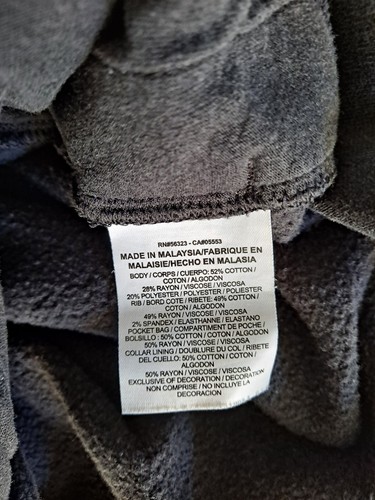 RN#56323 - CA#05553
MADE IN MALAYSIA/FABRIQUE EN
MALAISIE/HECHO EN MALASIA
BODY / CORPS / CUERPO: 52% COTTON /
COTON / ALGODON
28% RAYON / VISCOSE / VISCOSA
20% POLYESTER / POLYESTER / POLIESTER
RIB / BORD COTE / RIBETE: 49% COTTON /
COTON / ALGODON
49% RAYON / VISCOSE / VISCOSA
2% SPANDEX / ELASTHANNE / ELASTANO
POCKET BAG / COMPARTIMENT DE POCHE /
BOLSILLO : 50% COTTON / COTON / ALGODON
50% RAYON / VISCOSE / VISCOSA
COLLAR LINING / DOUBLURE DU COL / RIBETE
DEL CUELLO: 50% COTTON / COTON /
ALGODON
50% RAYON / VISCOSE / VISCOSA
EXCLUSIVE OF DECORATION / DECORATION
NON COMPRISE / NO INCLUYE LA
DECORACION